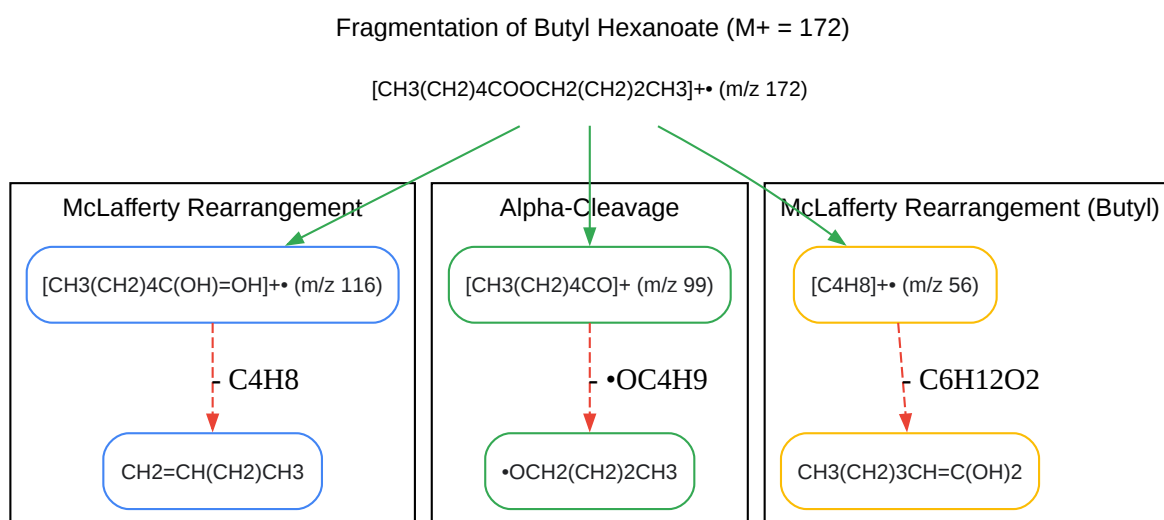 Fragmentation of Butyl Hexanoate (M+ = 172)
[CH3(CH2)4COOCH2(CH2)2CH3]+• (m/z 172)
McLafferty Rearrangement
Alpha-Cleavage
McLafferty Rearrangement (Butyl)
[CH3(CH2)4C(OH)=OH]+• (m/z 116)
[CH3(CH2)4CO]+ (m/z 99)
[C4H8]+• (m/z 56)
- C4H8
- •OC4H9
- C6H12O2
CH2=CH(CH2)CH3
•OCH2(CH2)2CH3
CH3(CH2)3CH=C(OH)2